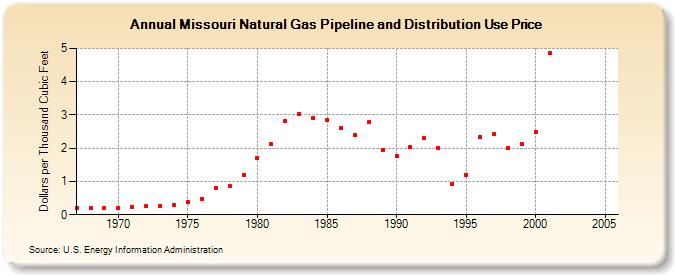 Annual Missouri Natural Gas Pipeline and Distribution Use Price
Dollars per Thousand Cubic Feet
5
4
3
2
1
0
1970 1975 1980 1985 1990 1995 2000 2005
Source: U.S. Energy Information Administration